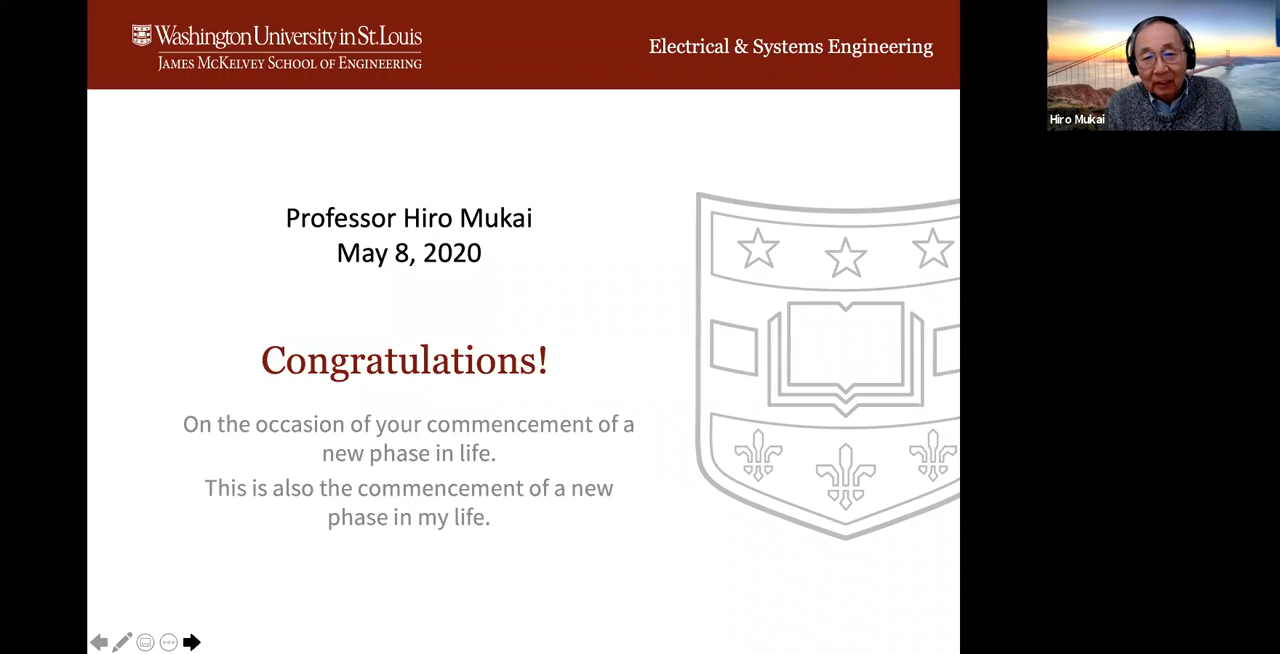 Washington University in St. Louis
JAMES MCKELVEY SCHOOL OF ENGINEERING
Electrical & Systems Engineering
Hiro Mukai
Professor Hiro Mukai
May 8, 2020
Congratulations!
On the occasion of your commencement of a
new phase in life.
This is also the commencement of a new
phase in my life.